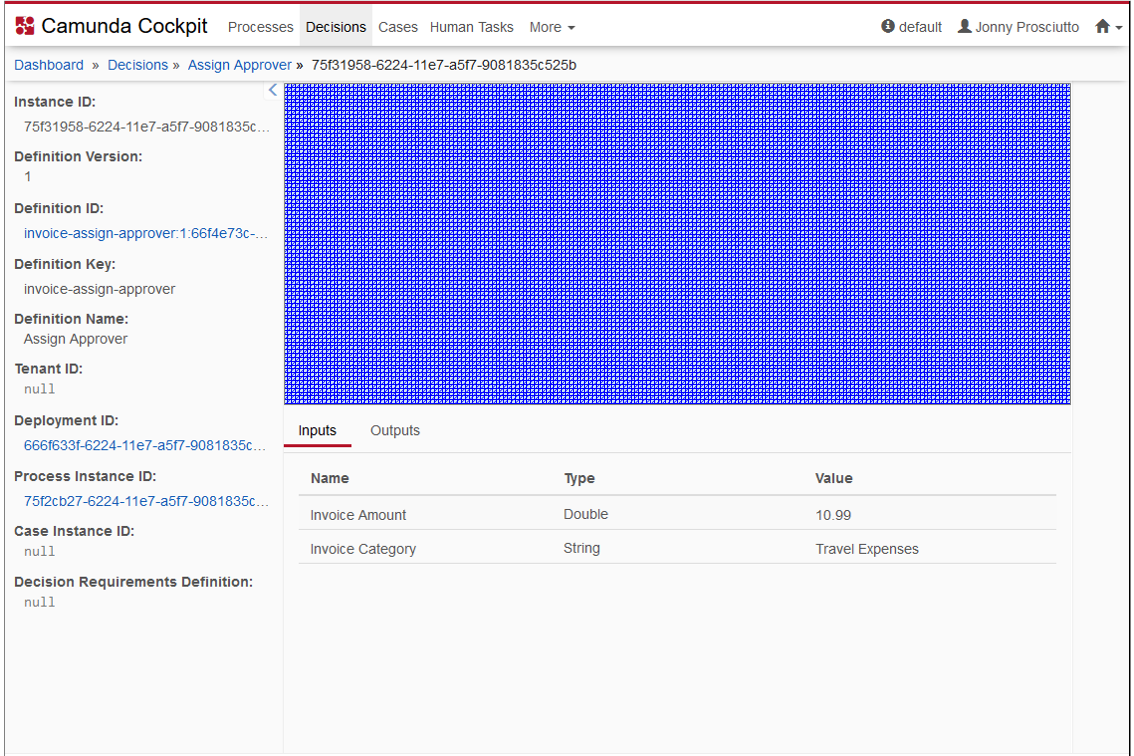 Camunda Cockpit Processes Decisions Cases Human Tasks More default Jonny Prosciutto
Dashboard » Decisions » Assign Approver » 75f31958-6224-11e7-a5f7-9081835c525b
Instance ID:
75f31958-6224-11e7-a5f7-9081835c...
Definition Version:
1
Definition ID:
invoice-assign-approver:1:66f4e73c-...
Definition Key:
invoice-assign-approver
Definition Name:
Assign Approver
Tenant ID:
null
Deployment ID:
666f633f-6224-11e7-a5f7-9081835c...
Process Instance ID:
75f2cb27-6224-11e7-a5f7-9081835c...
Case Instance ID:
null
Decision Requirements Definition:
null
Inputs Outputs
Name Type Value
Invoice Amount Double 10.99
Invoice Category String Travel Expenses